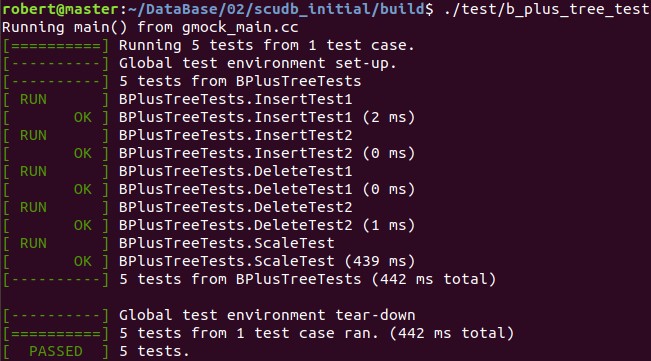 robert@master:~/DataBase/02/scudb_initial/build$ ./test/b_plus_tree_test
Running main() from gmock_main.cc
[==========] Running 5 tests from 1 test case.
[----------] Global test environment set-up.
[----------] 5 tests from BPlusTreeTests
[ RUN      ] BPlusTreeTests.InsertTest1
[       OK ] BPlusTreeTests.InsertTest1 (2 ms)
[ RUN      ] BPlusTreeTests.InsertTest2
[       OK ] BPlusTreeTests.InsertTest2 (0 ms)
[ RUN      ] BPlusTreeTests.DeleteTest1
[       OK ] BPlusTreeTests.DeleteTest1 (0 ms)
[ RUN      ] BPlusTreeTests.DeleteTest2
[       OK ] BPlusTreeTests.DeleteTest2 (1 ms)
[ RUN      ] BPlusTreeTests.ScaleTest
[       OK ] BPlusTreeTests.ScaleTest (439 ms)
[----------] 5 tests from BPlusTreeTests (442 ms total)
[----------] Global test environment tear-down
[==========] 5 tests from 1 test case ran. (442 ms total)
[  PASSED  ] 5 tests.